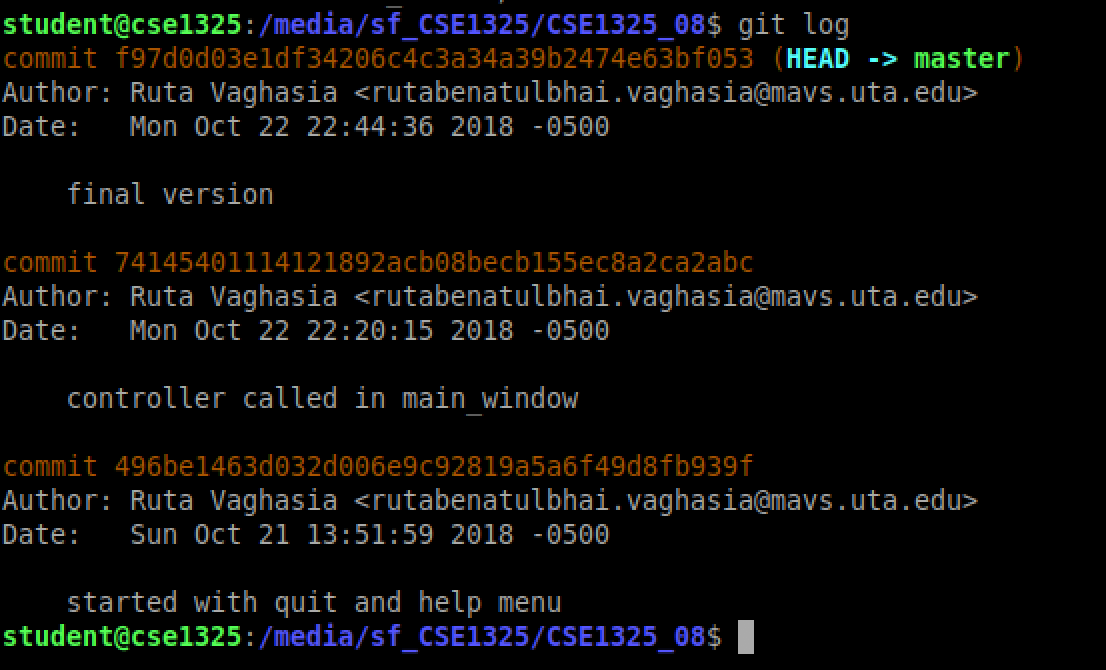 student@cse1325:/media/sf_CSE1325/CSE1325_08$ git log
commit f97d0d03e1df34206c4c3a34a39b2474e63bf053 (HEAD -> master)
Author: Ruta Vaghasia <rutabenatulbhai.vaghasia@mavs.uta.edu>
Date:   Mon Oct 22 22:44:36 2018 -0500
    final version
commit 74145401114121892acb08becb155ec8a2ca2abc
Author: Ruta Vaghasia <rutabenatulbhai.vaghasia@mavs.uta.edu>
Date:   Mon Oct 22 22:20:15 2018 -0500
    controller called in main_window
commit 496be1463d032d006e9c92819a5a6f49d8fb939f
Author: Ruta Vaghasia <rutabenatulbhai.vaghasia@mavs.uta.edu>
Date:   Sun Oct 21 13:51:59 2018 -0500
    started with quit and help menu
student@cse1325:/media/sf_CSE1325/CSE1325_08$